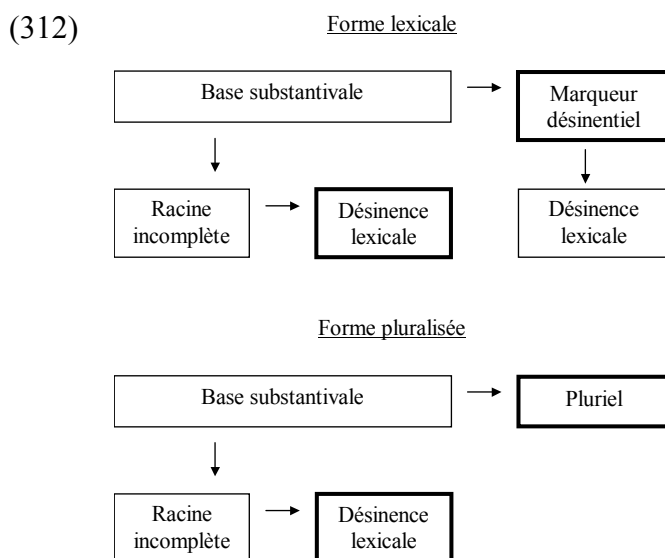 (312)
Forme lexicale
Base substantivale
Marqueur
désinentiel
Racine
incomplète
Désinence
lexicale
Désinence
lexicale
Forme pluralisée
Base substantivale
Pluriel
Racine
incomplète
Désinence
lexicale